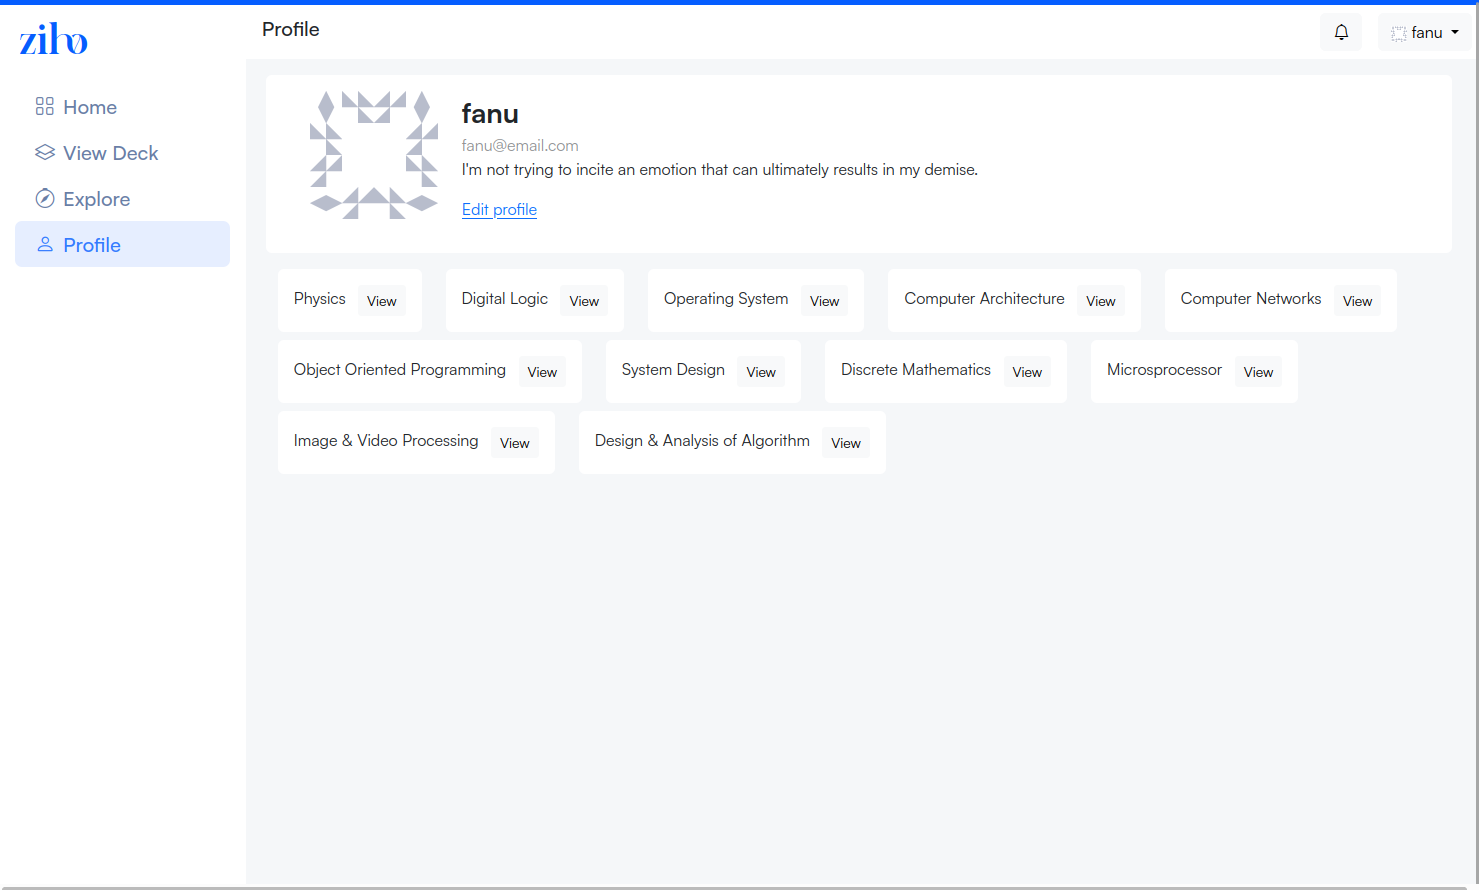 ziho
Profile
fanu
Home
View Deck
Explore
Profile
fanu
fanu@email.com
I'm not trying to incite an emotion that can ultimately results in my demise.
Edit profile
Physics View Digital Logic View Operating System View Computer Architecture View Computer Networks View
Object Oriented Programming View System Design View Discrete Mathematics View Microsprocessor View
Image & Video Processing View Design & Analysis of Algorithm View